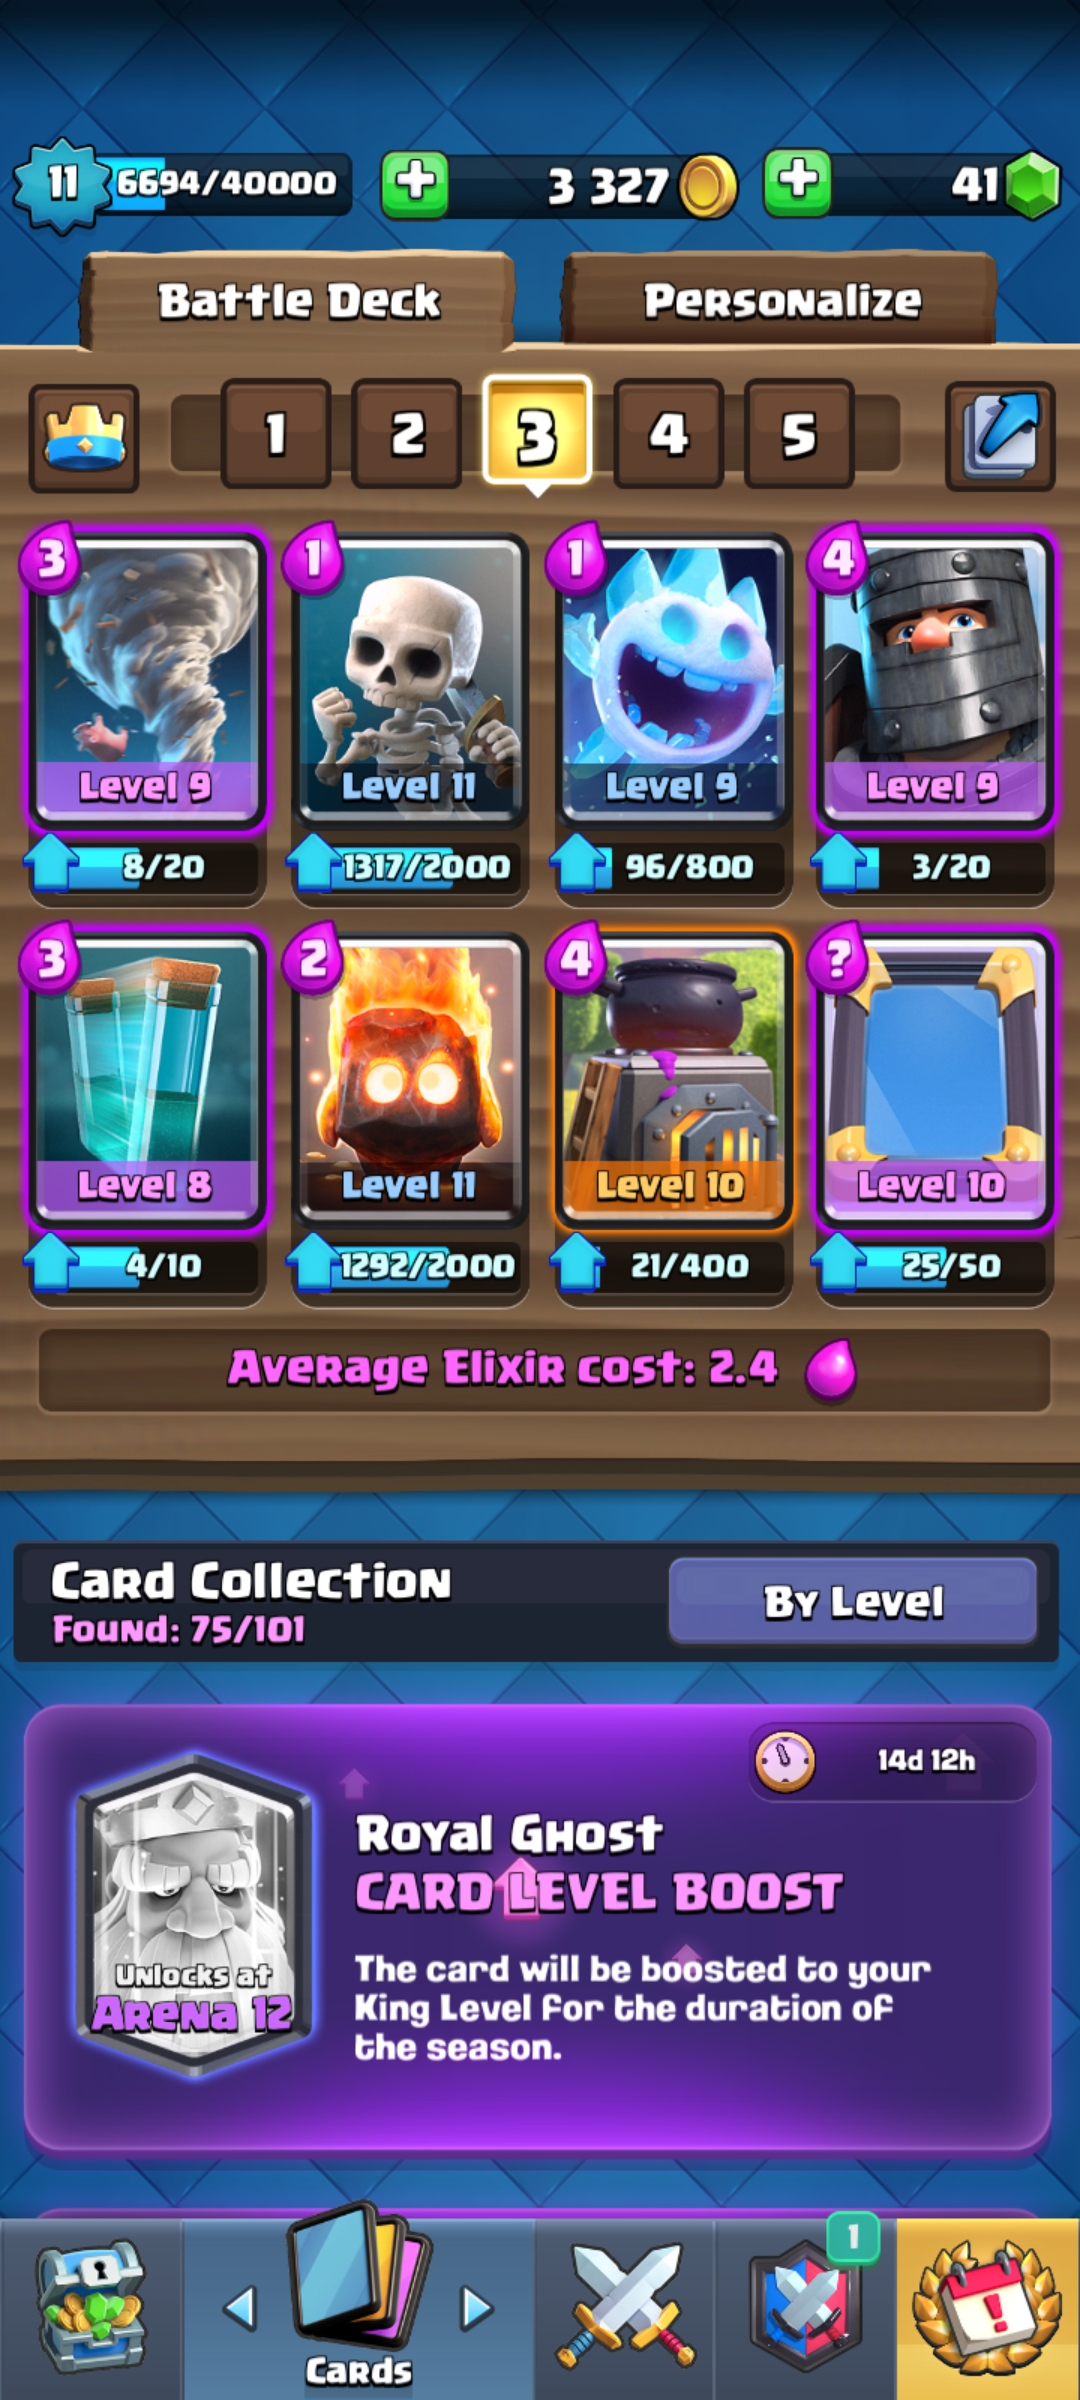 11 6694/40000 3 327 41
Battle Deck Personalize
1 2 3 4 5
3 1 1 4
Level 9 Level 11 Level 9 Level 9
8/20 1317/2000 96/800 3/20
3 2 4 ?
Level 8 Level 11 Level 10 Level 10
4/10 1292/2000 21/400 25/50
Average Elixir cost: 2.4
Card Collection
Found: 75/101
By Level
14d 12h
Royal Ghost
CARD LEVEL BOOST
The card will be boosted to your
King Level for the duration of
the season.
Unlocks at
Arena 12
1
!
Cards